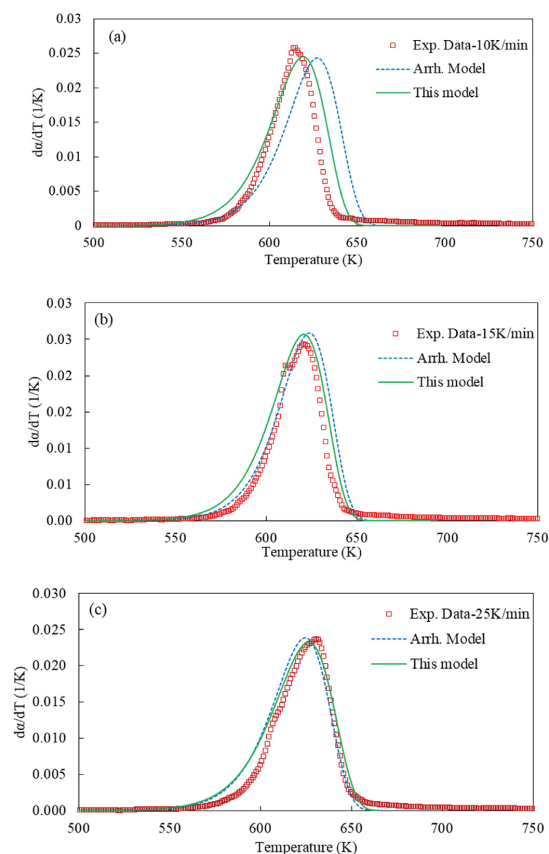 (a)
0.03
0.025
0.02
0.015
0.01
0.005
0
dα/dT (1/K)
Exp. Data-10K/min
Arrh. Model
This model
500 550 600 650 700 750
Temperature (K)
(b)
0.03
0.03
0.02
0.02
0.01
0.01
0.00
dα/dT (1/K)
Exp. Data-15K/min
Arrh. Model
This model
500 550 600 650 700 750
Temperature (K)
(c)
0.030
0.025
0.020
0.015
0.010
0.005
0.000
dα/dT (1/K)
Exp. Data-25K/min
Arrh. Model
This model
500 550 600 650 700 750
Temperature (K)